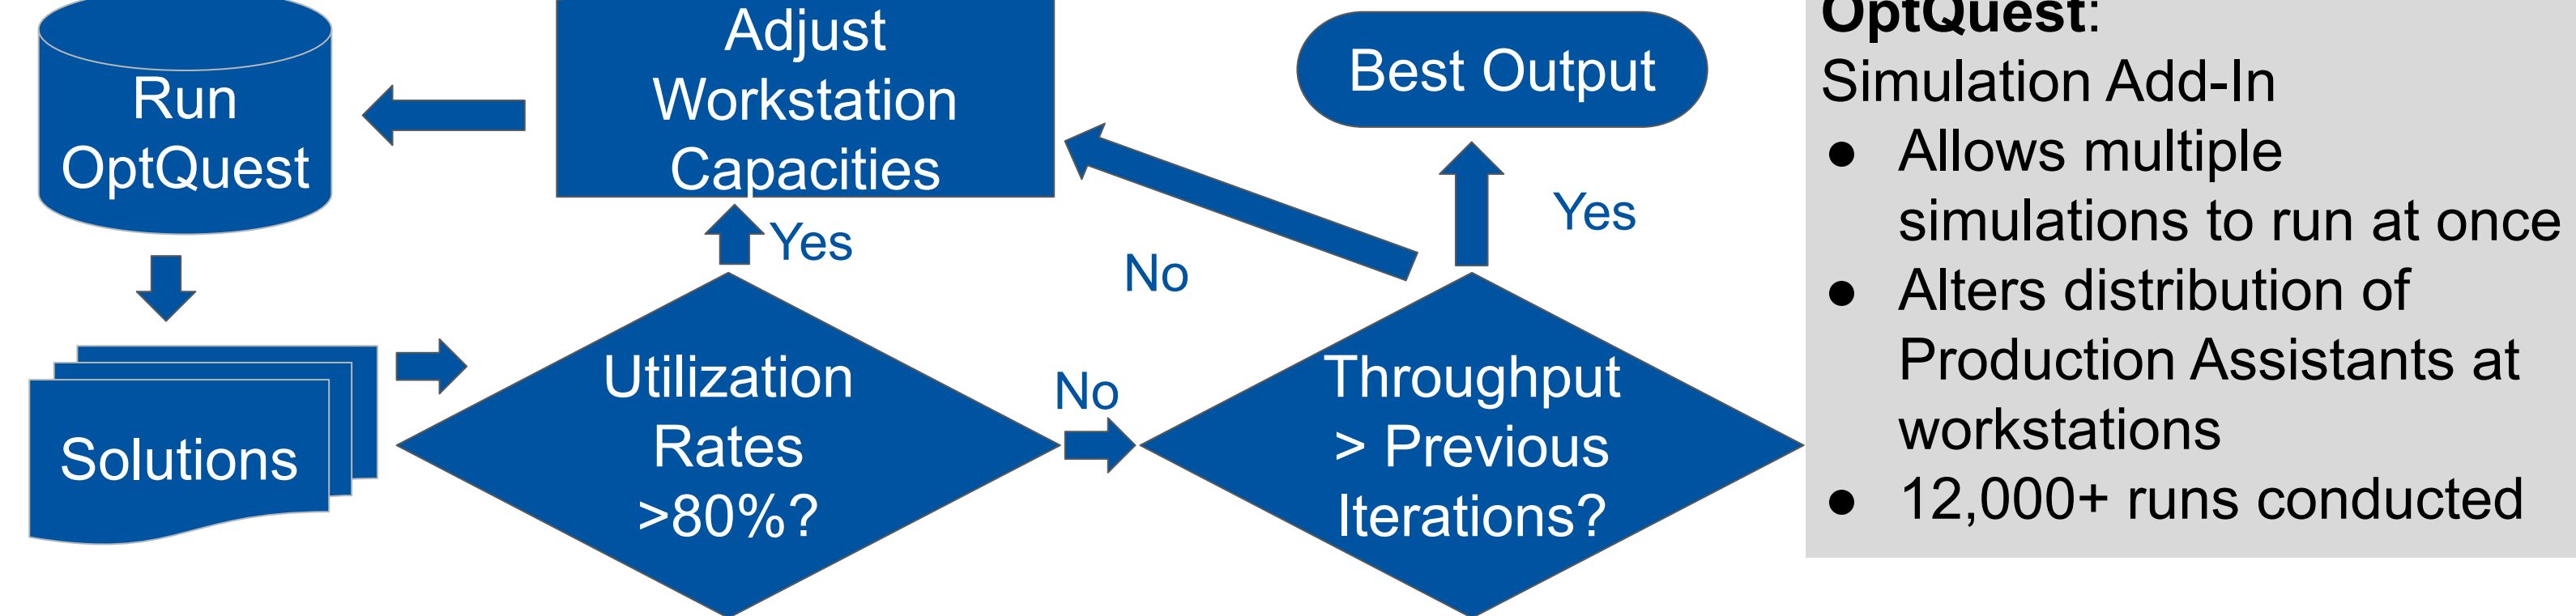 Run
OptQuest
Adjust
Workstation
Capacities
Best Output
Yes
No
Yes
Solutions
Utilization
Rates
>80%?
No
Throughput
> Previous
Iterations?
OptQuest:
Simulation Add-In
● Allows multiple
simulations to run at once
● Alters distribution of
Production Assistants at
workstations
● 12,000+ runs conducted